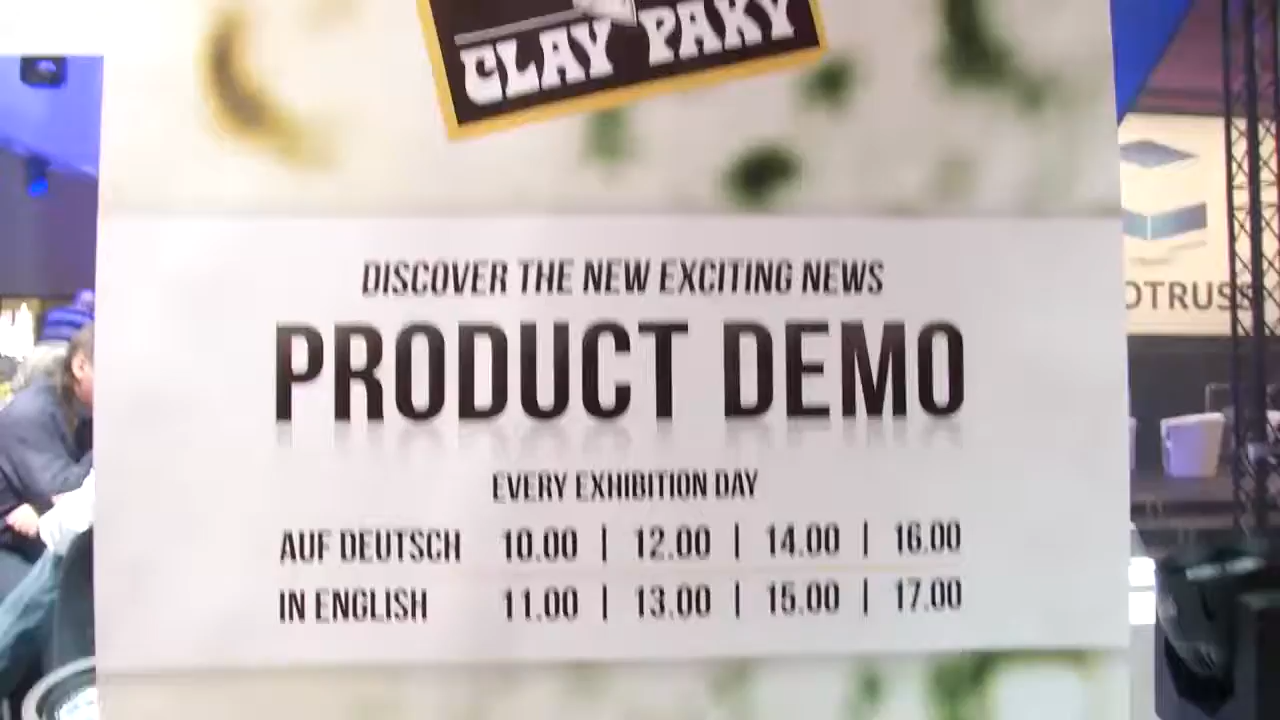 CLAY PAKY
DISCOVER THE NEW EXCITING NEWS
PRODUCT DEMO
EVERY EXHIBITION DAY
AUF DEUTSCH 10.00 | 12.00 | 14.00 | 16.00
IN ENGLISH 11.00 | 13.00 | 15.00 | 17.00
OTRUSS